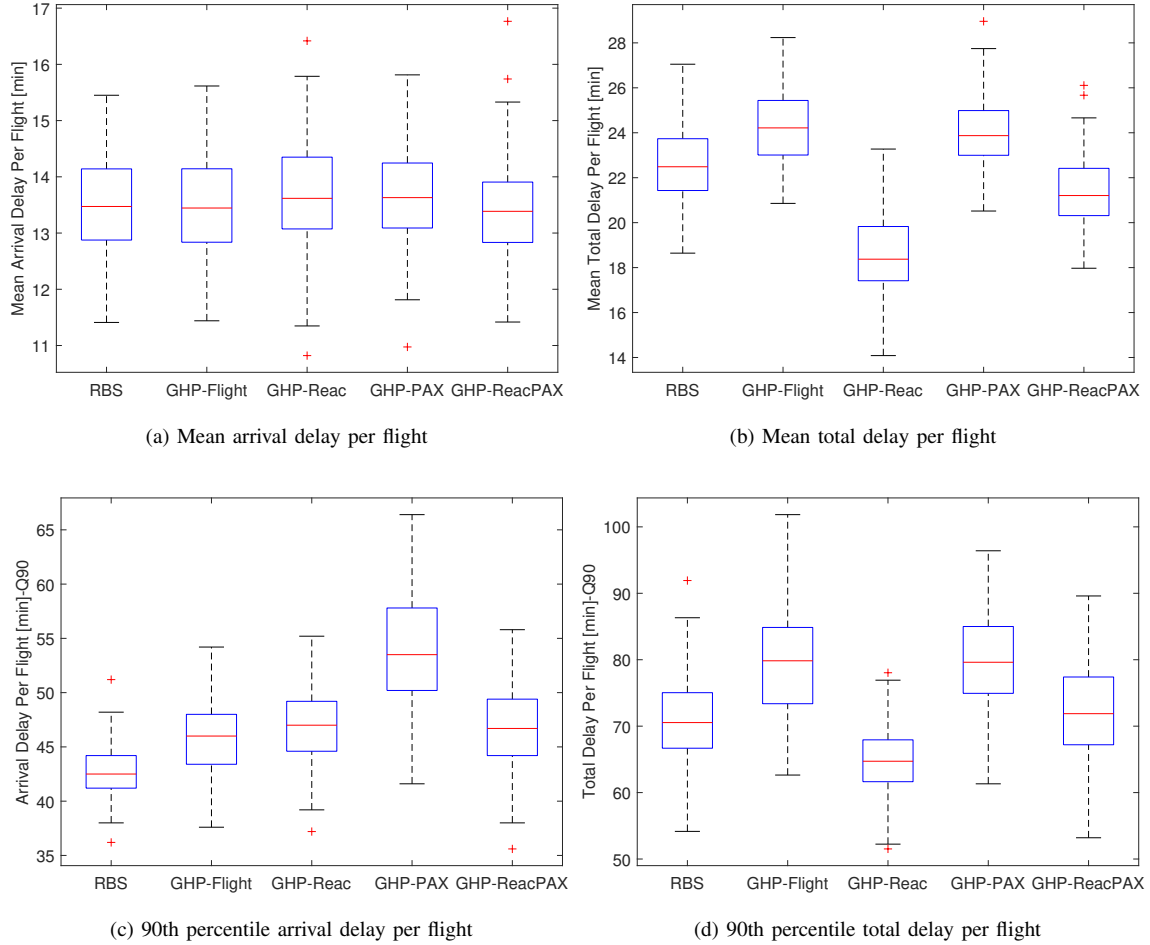 Mean Arrival Delay Per Flight [min]
17
16
15
14
13
12
11
RBS GHP-Flight GHP-Reac GHP-PAX GHP-ReacPAX
(a) Mean arrival delay per flight
Mean Total Delay Per Flight [min]
28
26
24
22
20
18
16
14
RBS GHP-Flight GHP-Reac GHP-PAX GHP-ReacPAX
(b) Mean total delay per flight
Arrival Delay Per Flight [min]-Q90
65
60
55
50
45
40
35
RBS GHP-Flight GHP-Reac GHP-PAX GHP-ReacPAX
(c) 90th percentile arrival delay per flight
Total Delay Per Flight [min]-Q90
100
90
80
70
60
50
RBS GHP-Flight GHP-Reac GHP-PAX GHP-ReacPAX
(d) 90th percentile total delay per flight